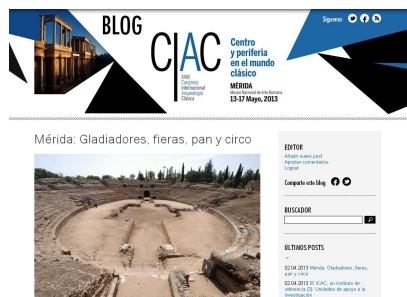 BLOG
Síguenos
CIAC
XVIII
Congreso
Internacional
Arqueología
Clásica
Centro
y periferia
en el mundo
clásico
MÉRIDA
Museo Nacional de Arte Romano
13-17 Mayo, 2013
Mérida: Gladiadores, fieras, pan y circo
EDITOR
Añadir nuevo post
Aprobar comentarios
Logout
Comparte este blog
BUSCADOR
ÚLTIMOS POSTS
02.04.2013 Mérida: Gladiadores, fieras,
pan y circo
02.04.2013 El ICAC, un instituto de
referencia (3). Unidades de apoyo a la
investigación